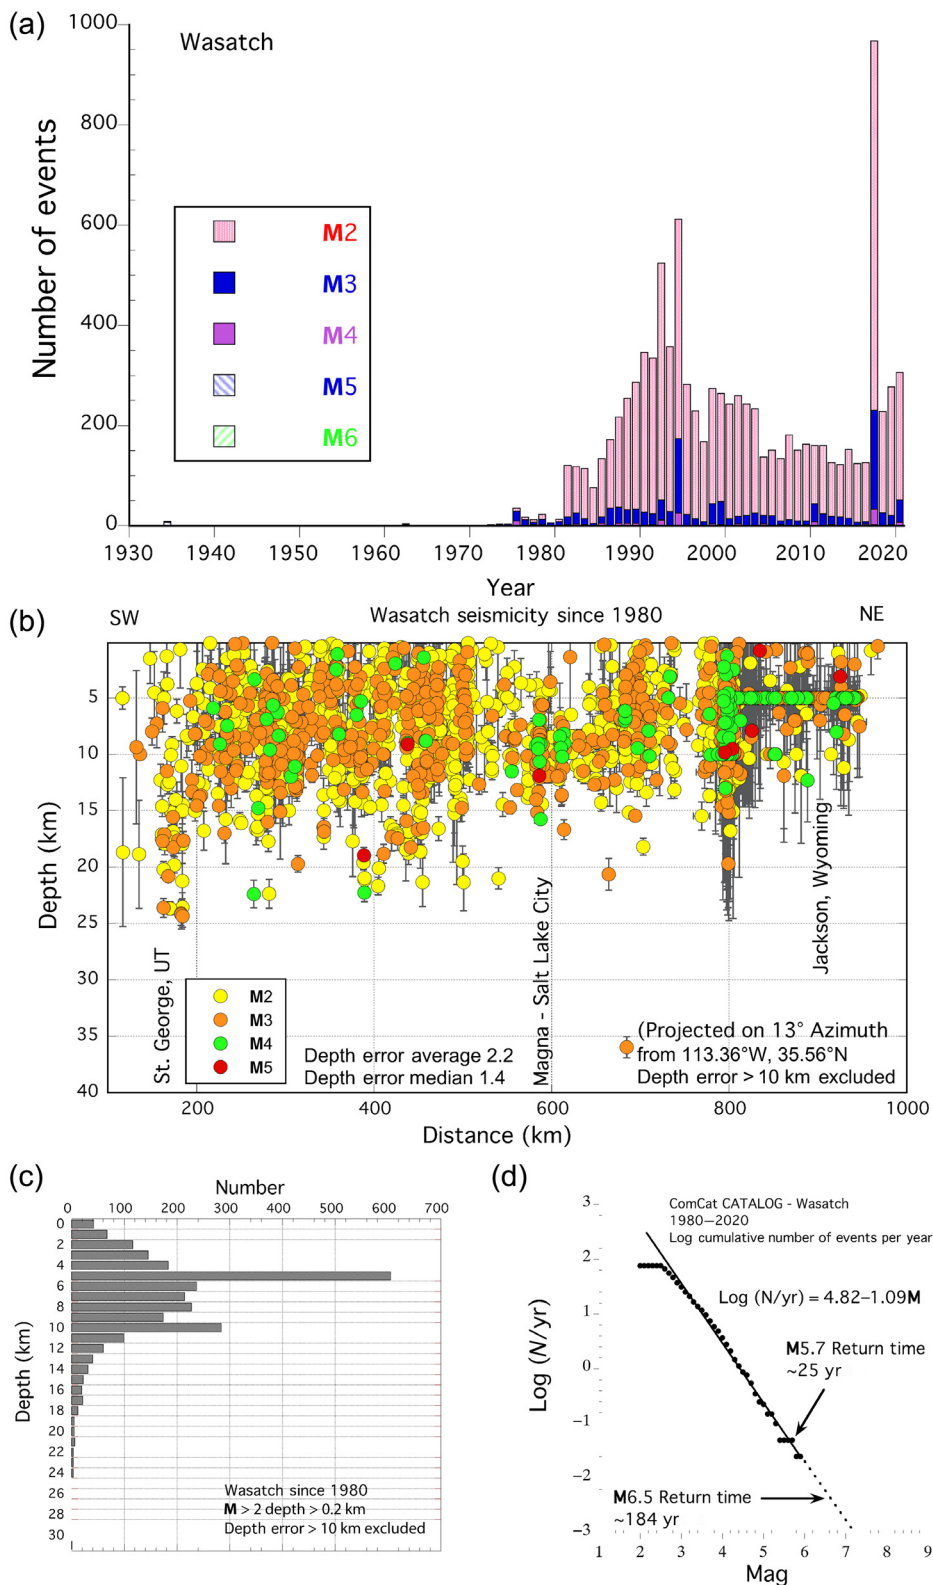 (a)
1000
Wasatch
800
600
400
200
0
Number of events
M2
M3
M4
M5
M6
1930 1940 1950 1960 1970 1980 1990 2000 2010 2020
Year
(b)
SW Wasatch seismicity since 1980 NE
5
10
15
20
25
30
35
40
Depth (km)
St. George, UT
Magna - Salt Lake City
Jackson, Wyoming
M2
M3
M4
M5
Depth error average 2.2
Depth error median 1.4
(Projected on 13° Azimuth
from 113.36°W, 35.56°N
Depth error > 10 km excluded
200 400 600 800 1000
Distance (km)
(c)
Number
0 100 200 300 400 500 600 700
0
2
4
6
8
10
12
14
16
18
20
22
24
26
28
30
Depth (km)
Wasatch since 1980
M > 2 depth > 0.2 km
Depth error > 10 km excluded
(d)
3
2
1
0
−1
−2
−3
Log (N/yr)
ComCat CATALOG - Wasatch
1980—2020
Log cumulative number of events per year
Log (N/yr) = 4.82–1.09M
M5.7 Return time
~25 yr
M6.5 Return time
~184 yr
1 2 3 4 5 6 7 8 9
Mag